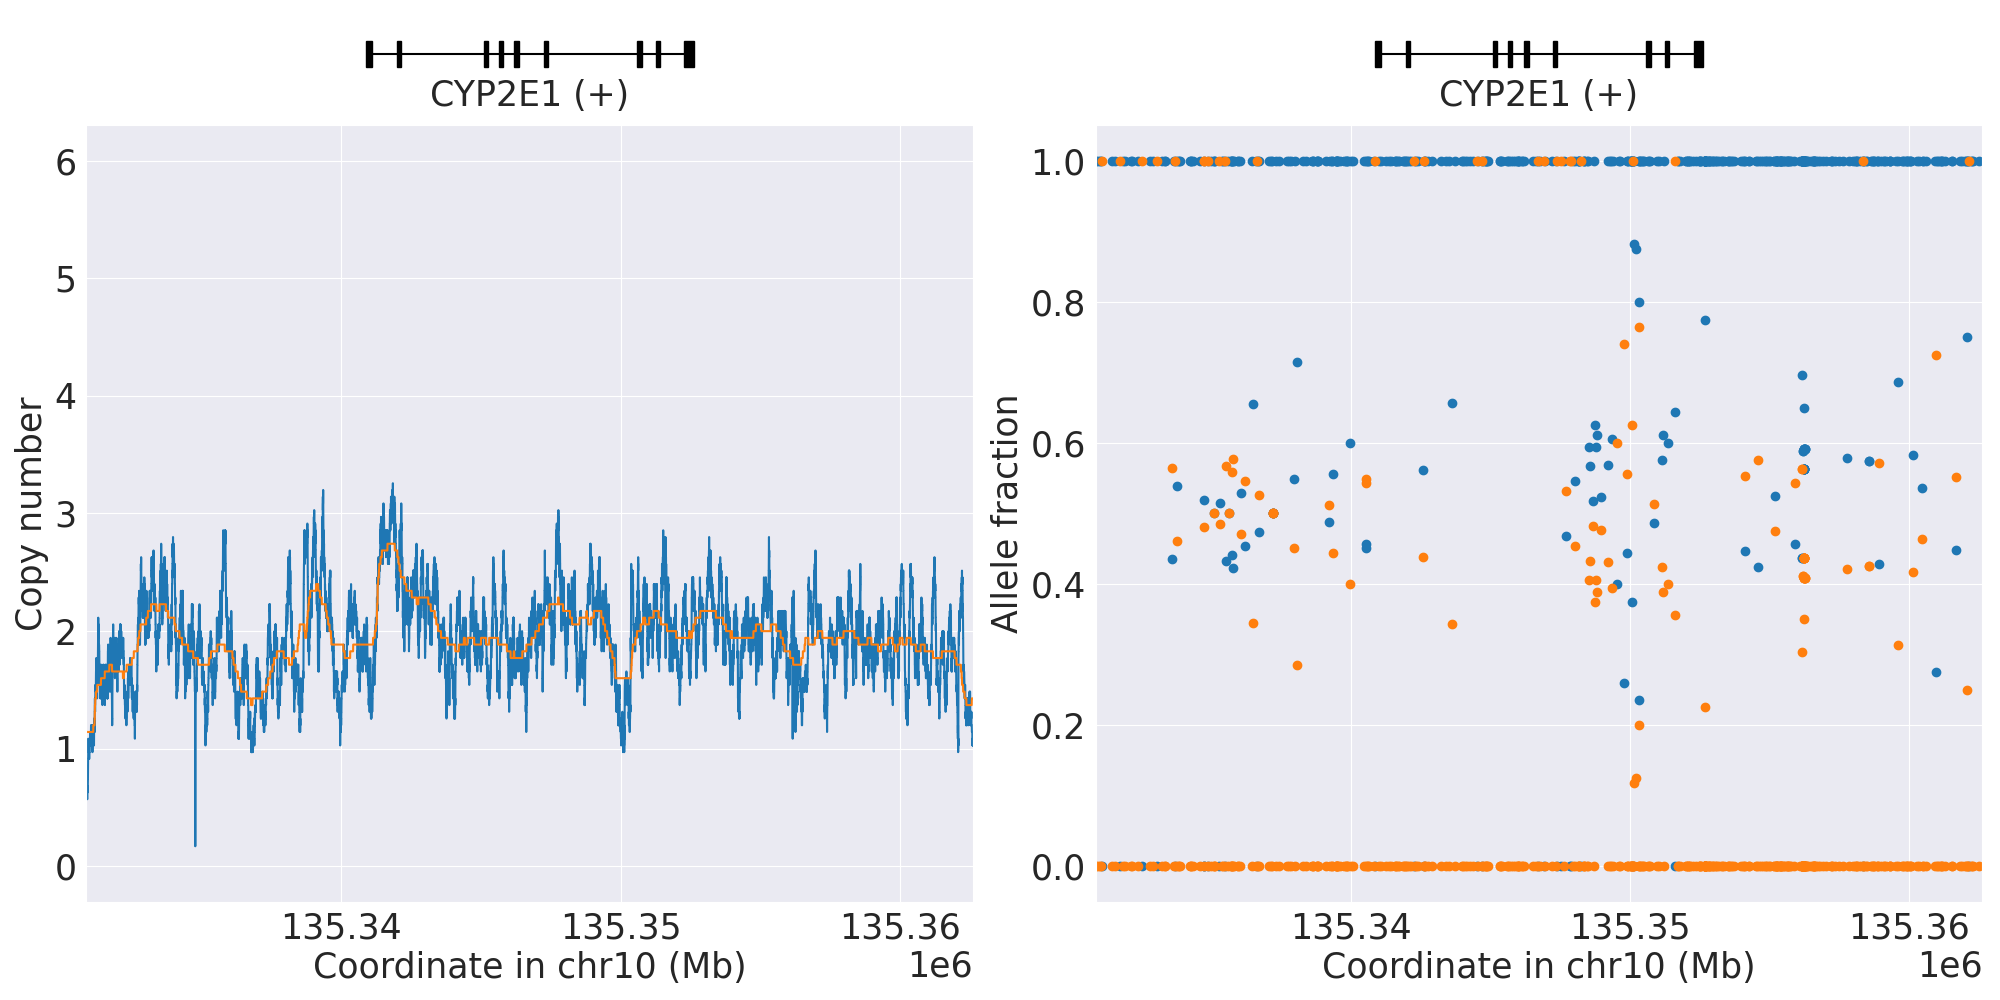 CYP2E1 (+)
6
5
4
3
2
1
0
Copy number
135.34 135.35 135.36
Coordinate in chr10 (Mb)
1e6
CYP2E1 (+)
1.0
0.8
0.6
0.4
0.2
0.0
Allele fraction
135.34 135.35 135.36
Coordinate in chr10 (Mb)
1e6